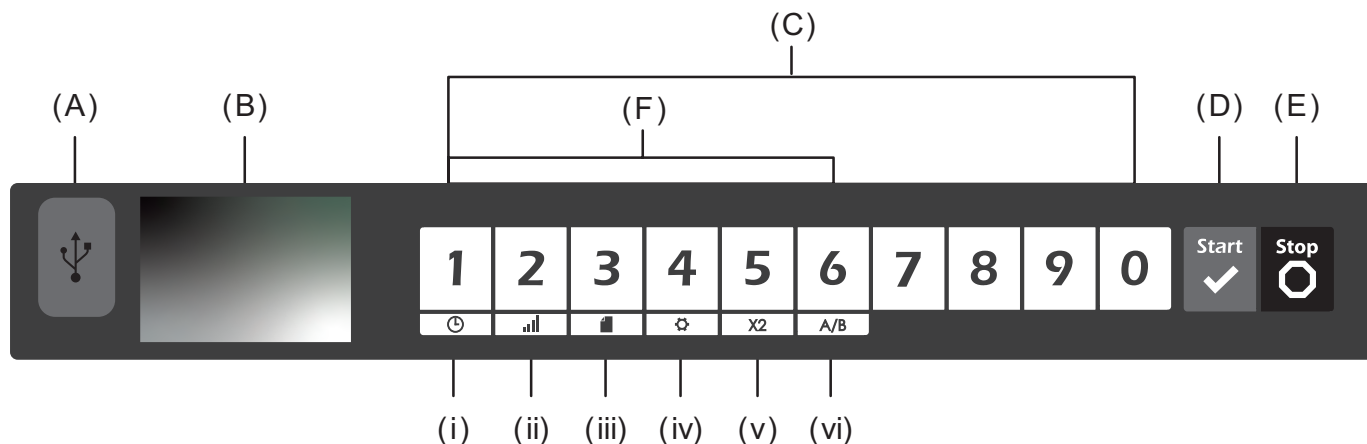 (C)
(A) (B) (F) (D) (E)
1 2 3 4 5 6 7 8 9 0 Start Stop
X2 A/B
(i) (ii) (iii) (iv) (v) (vi)